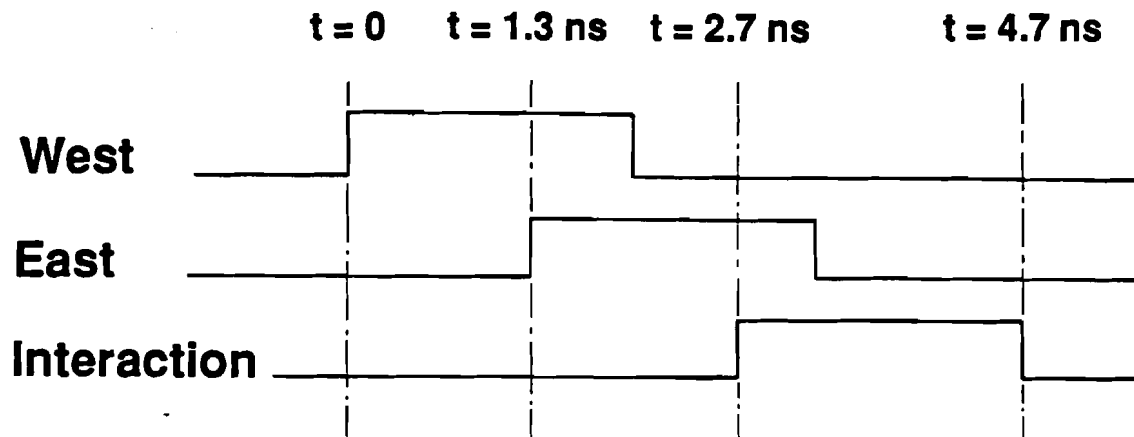 t = 0 t = 1.3 ns t = 2.7 ns t = 4.7 ns
West
East
Interaction